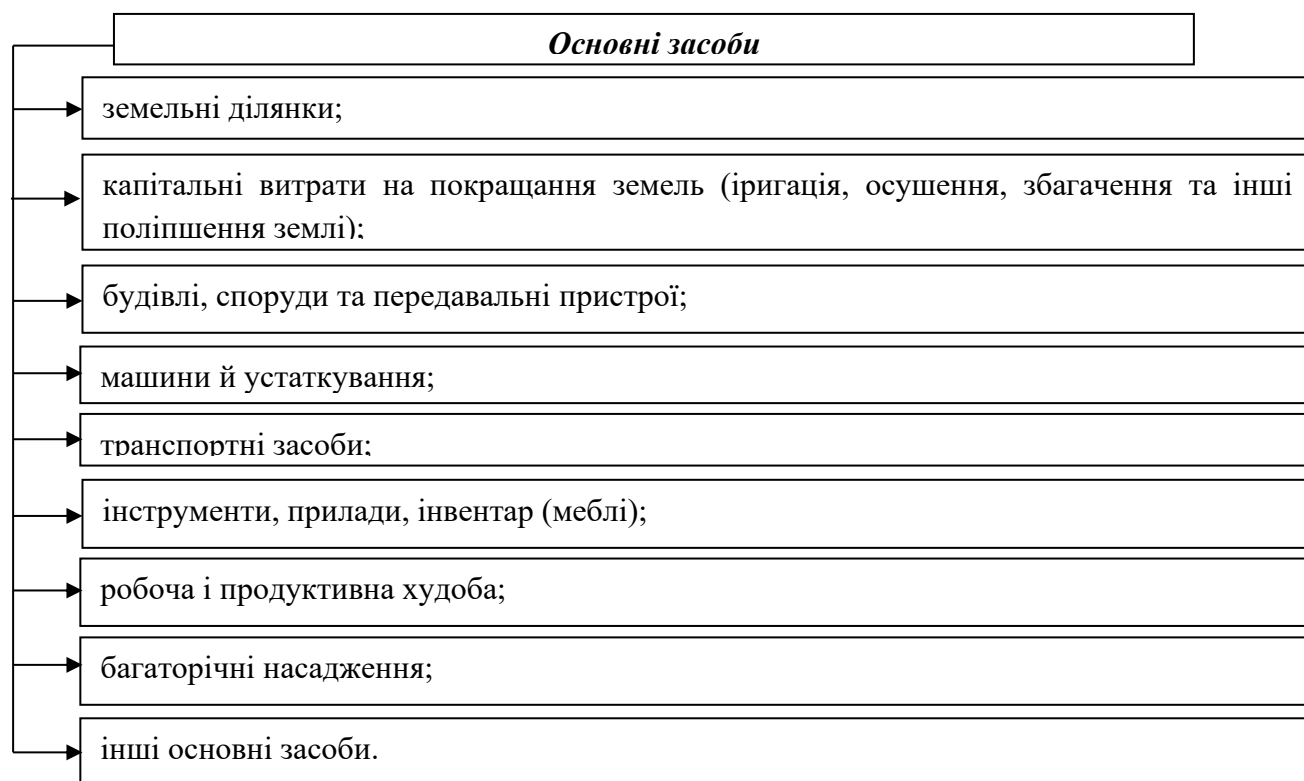 Основні засоби
земельні ділянки;
капітальні витрати на покращання земель (іригація, осушення, збагачення та інші
поліпшення землі);
будівлі, споруди та передавальні пристрої;
машини й устаткування;
транспортні засоби;
інструменти, прилади, інвентар (меблі);
робоча і продуктивна худоба;
багаторічні насадження;
інші основні засоби.